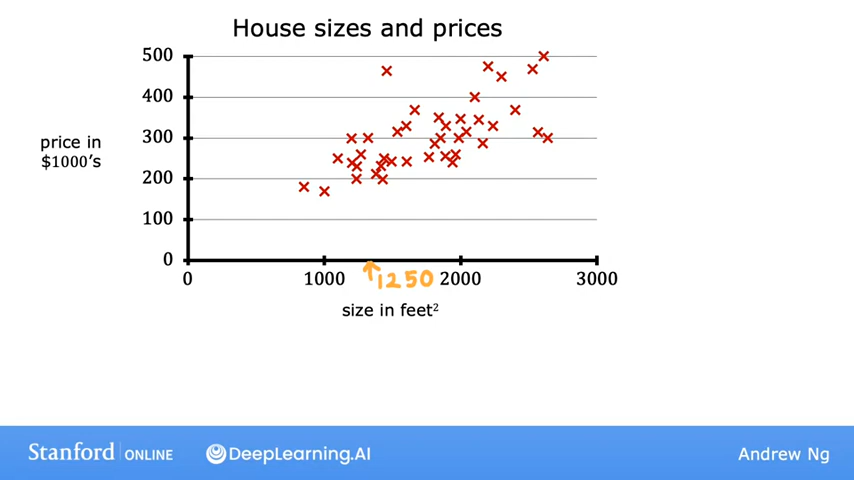 House sizes and prices
500
400
price in
300
$1000's
200
100
0
0 1000 1250 2000 3000
size in feet²
Stanford ONLINE DeepLearning.AI Andrew Ng